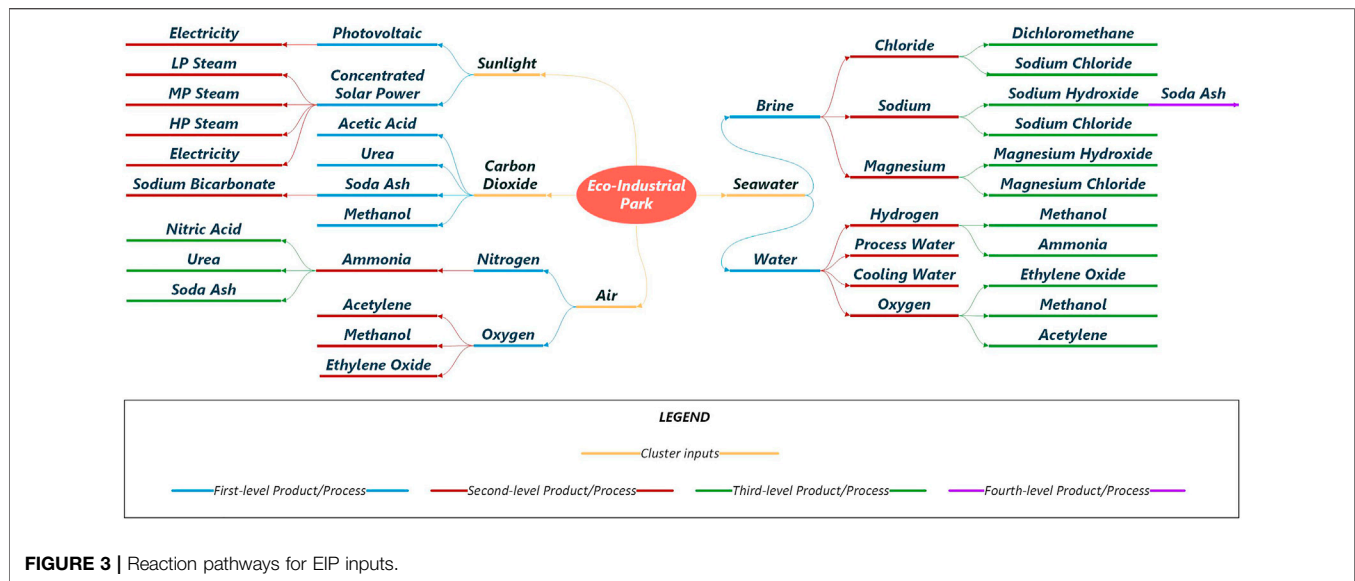 Electricity
Photovoltaic
LP Steam
Concentrated
Solar Power
Sunlight
MP Steam
HP Steam
Electricity
Acetic Acid
Urea
Carbon
Dioxide
Sodium Bicarbonate
Soda Ash
Methanol
Nitric Acid
Urea
Ammonia
Nitrogen
Soda Ash
Air
Acetylene
Methanol
Oxygen
Ethylene Oxide
Eco-Industrial
Park
Seawater
Brine
Chloride
Dichloromethane
Sodium Chloride
Sodium
Sodium Hydroxide
Soda Ash
Sodium Chloride
Magnesium
Magnesium Hydroxide
Magnesium Chloride
Water
Hydrogen
Methanol
Ammonia
Process Water
Cooling Water
Oxygen
Ethylene Oxide
Methanol
Acetylene
LEGEND
Cluster inputs
First-level Product/Process
Second-level Product/Process
Third-level Product/Process
Fourth-level Product/Process
FIGURE 3 | Reaction pathways for EIP inputs.